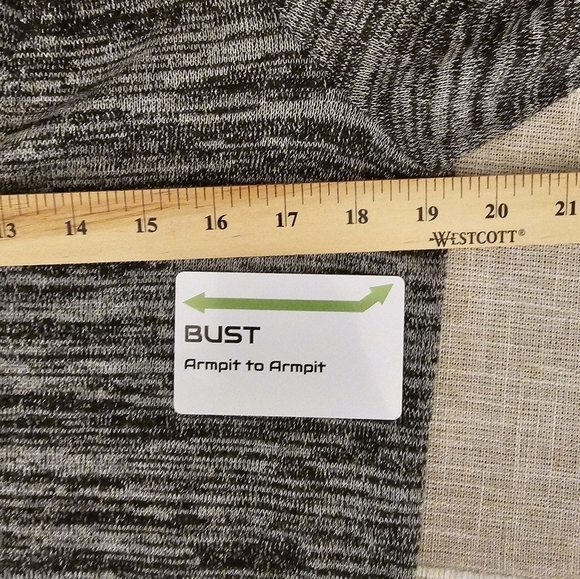 13 14 15 16 17 18 19 20 21
WESTCOTT®
BUST
Armpit to Armpit